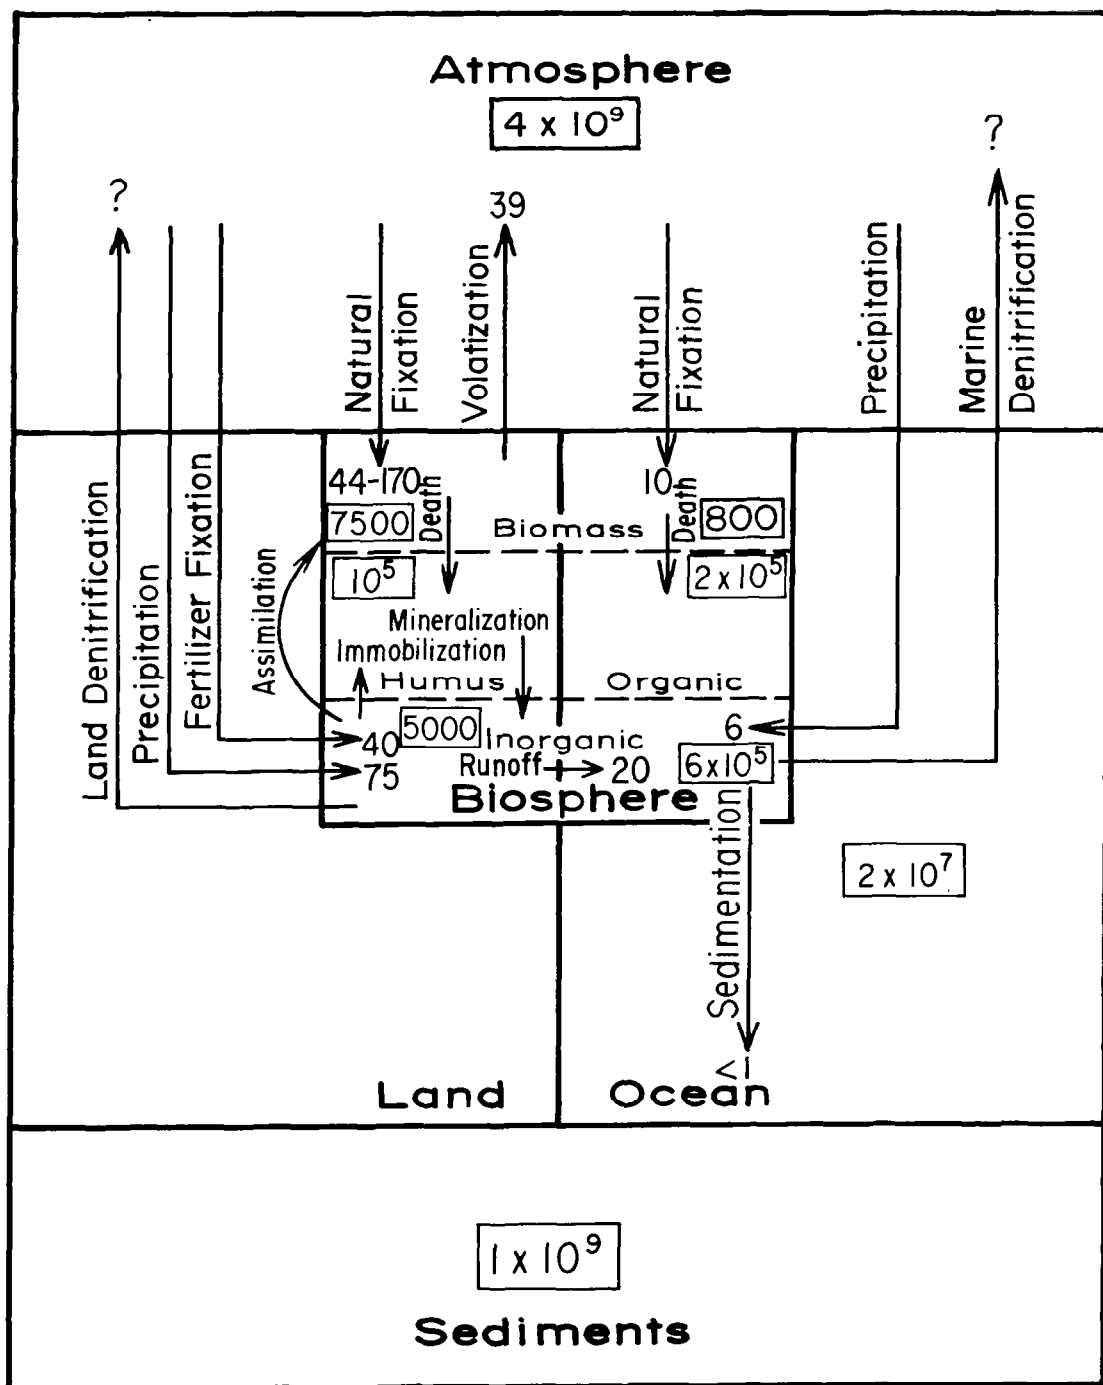 Atmosphere
4 x 10⁹
?
?
39
Land Denitrification
Precipitation
Fertilizer Fixation
Natural
Fixation
Volatization
Natural
Fixation
Precipitation
Marine
Denitrification
44-170
Death
7500
Biomass
10
Death
800
10⁵
2 x 10⁵
Assimilation
Mineralization
Immobilization
Humus
Organic
40
5000
Inorganic
6
75
Runoff
20
6x10⁵
Biosphere
Sedimentation
2 x 10⁷
<1
Land
Ocean
1 x 10⁹
Sediments